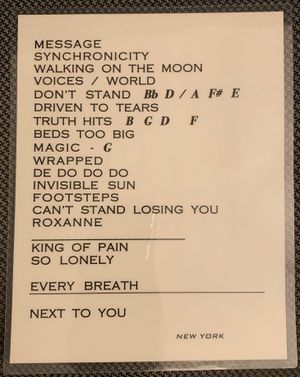 MESSAGE
SYNCHRONICITY
WALKING ON THE MOON
VOICES / WORLD
DON'T STAND Bb D / A F# E
DRIVEN TO TEARS
TRUTH HITS B G D F
BEDS TOO BIG
MAGIC - G
WRAPPED
DE DO DO DO
INVISIBLE SUN
FOOTSTEPS
CAN'T STAND LOSING YOU
ROXANNE
KING OF PAIN
SO LONELY
EVERY BREATH
NEXT TO YOU
NEW YORK